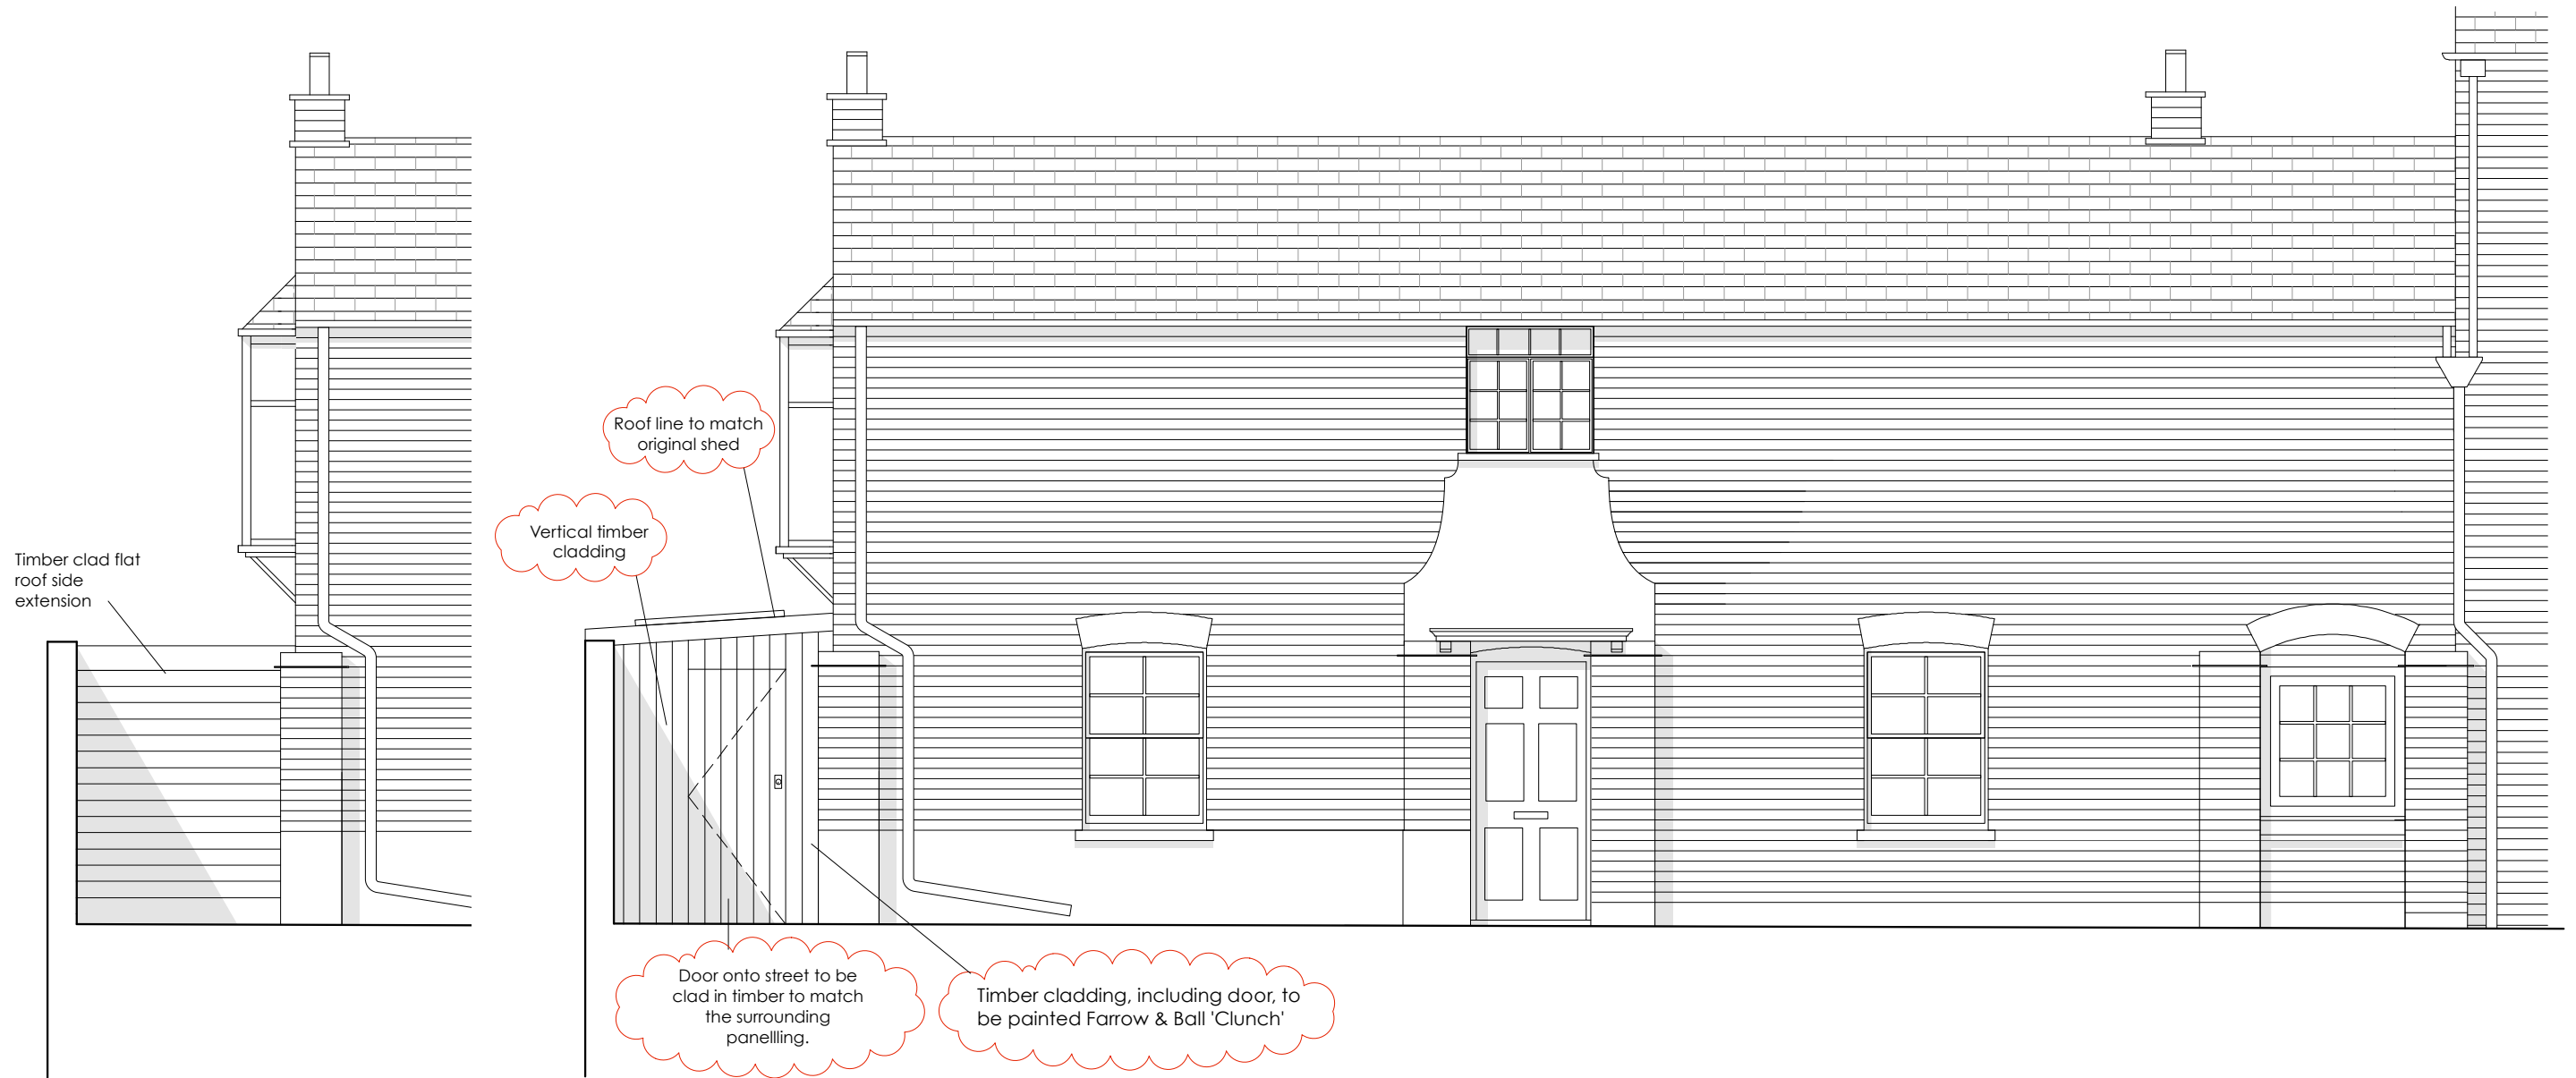 Timber clad flat
roof side
extension
Roof line to match
original shed
Vertical timber
cladding
Door onto street to be
clad in timber to match
the surrounding
panellling.
Timber cladding, including door, to
be painted Farrow & Ball 'Clunch'